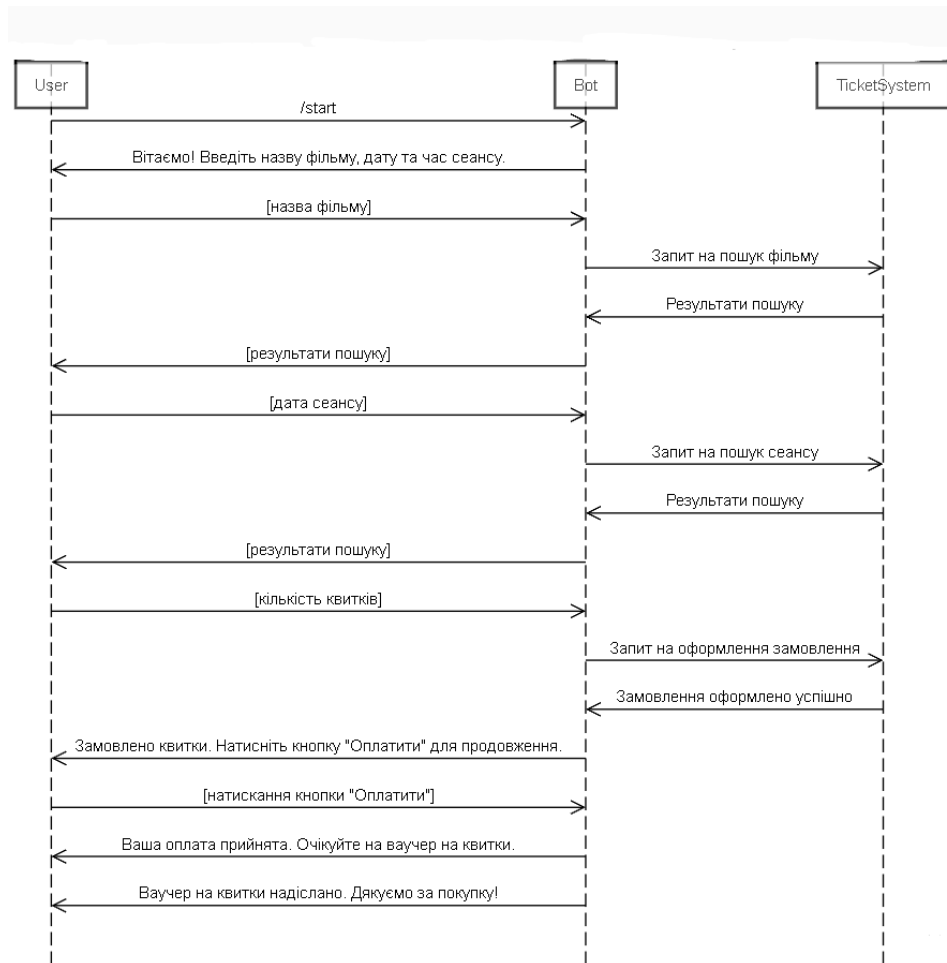 User
Bot
TicketSystem
/start
Вітаємо! Введіть назву фільму, дату та час сеансу.
[назва фільму]
Запит на пошук фільму
Результати пошуку
[результати пошуку]
[дата сеансу]
Запит на пошук сеансу
Результати пошуку
[результати пошуку]
[кількість квитків]
Запит на оформлення замовлення
Замовлення оформлено успішно
Замовлено квитки. Натисніть кнопку "Оплатити" для продовження.
[натискання кнопки "Оплатити"]
Ваша оплата прийнята. Очікуйте на ваучер на квитки.
Ваучер на квитки надіслано. Дякуємо за покупку!